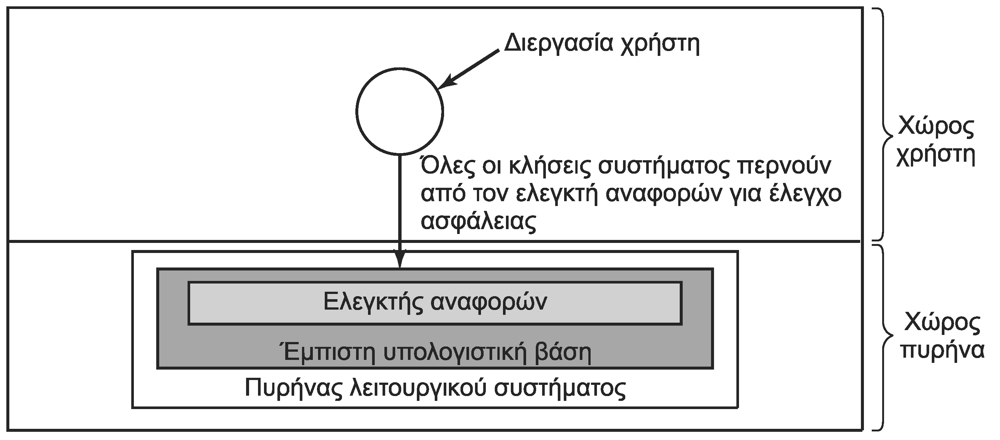 Διεργασία χρήστη
Όλες οι κλήσεις συστήματος περνούν
από τον ελεγκτή αναφορών για έλεγχο
ασφάλειας
Χώρος
χρήστη
Ελεγκτής αναφορών
Έμπιστη υπολογιστική βάση
Πυρήνας λειτουργικού συστήματος
Χώρος
πυρήνα